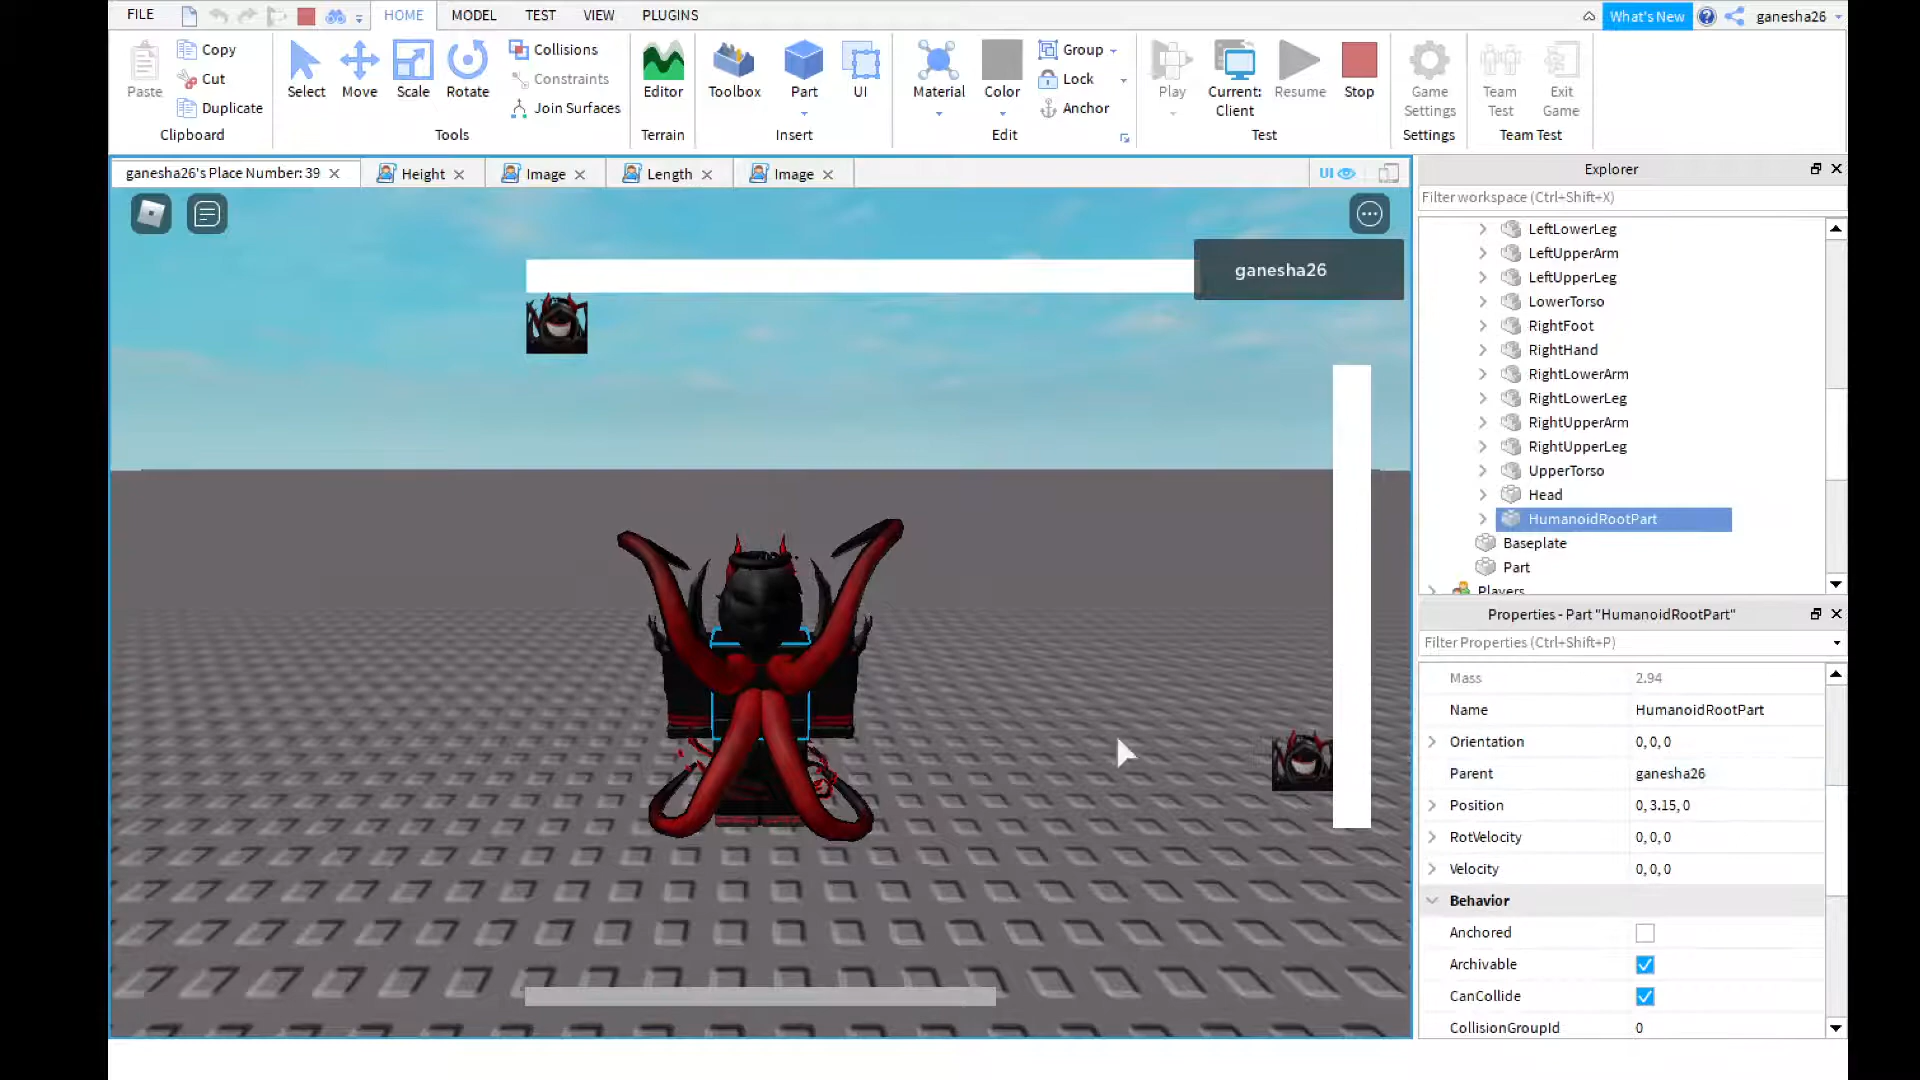 FILE HOME MODEL TEST VIEW PLUGINS What's New ganesha26
Paste Copy Cut Duplicate
Clipboard
Select Move Scale Rotate Collisions Constraints Join Surfaces
Tools
Editor
Terrain
Toolbox Part UI
Insert
Material Color Group Lock Anchor
Edit
Play Current: Client Resume Stop
Test
Game Settings
Settings
Team Test Exit Game
Team Test
ganesha26's Place Number: 39 Height Image Length Image UI
ganesha26
Explorer
Filter workspace (Ctrl+Shift+X)
LeftLowerLeg
LeftUpperArm
LeftUpperLeg
LowerTorso
RightFoot
RightHand
RightLowerArm
RightLowerLeg
RightUpperArm
RightUpperLeg
UpperTorso
Head
HumanoidRootPart
Baseplate
Part
Players
Properties - Part "HumanoidRootPart"
Filter Properties (Ctrl+Shift+P)
Mass 2.94
Name HumanoidRootPart
Orientation 0, 0, 0
Parent ganesha26
Position 0, 3.15, 0
RotVelocity 0, 0, 0
Velocity 0, 0, 0
Behavior
Anchored
Archivable
CanCollide
CollisionGroupId 0